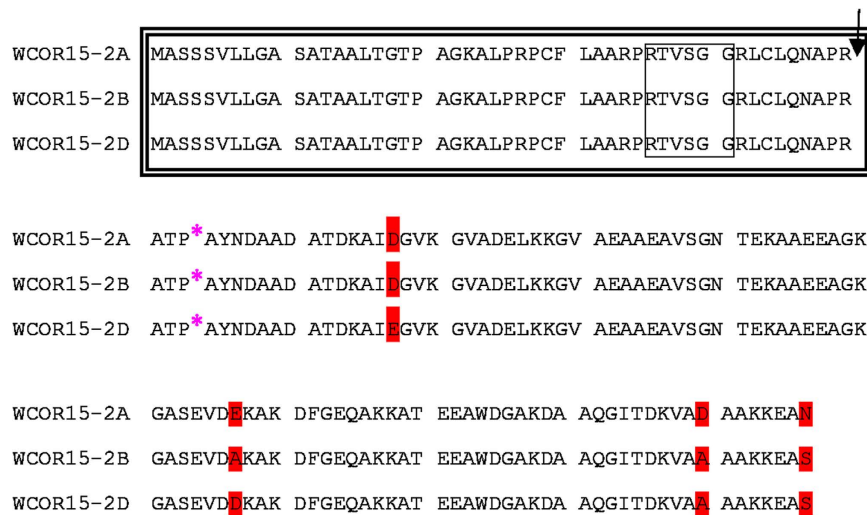 WCOR15-2A MASSSVLLGA SATAALTGTP AGKALPRPCF LAARPRTVSGG GRLCLQNAPR
WCOR15-2B MASSSVLLGA SATAALTGTP AGKALPRPCF LAARPRTVSG GRLCLQNAPR
WCOR15-2D MASSSVLLGA SATAALTGTP AGKALPRPCF LAARPRTVSG GRLCLQNAPR
WCOR15-2A ATP*AYNDAAD ATDKAIDGVK GVADELKKGV AEAAEAVSGN TEKAAEEAGK
WCOR15-2B ATP*AYNDAAD ATDKAIDGVK GVADELKKGV AEAAEAVSGN TEKAAEEAGK
WCOR15-2D ATP*AYNDAAD ATDKAIEGVK GVADELKKGV AEAAEAVSGN TEKAAEEAGK
WCOR15-2A GASEVDEKAK DFGEQAKKAT EEAWDGAKDA AQGITDKVAD AAKKEAN
WCOR15-2B GASEVDAKAK DFGEQAKKAT EEAWDGAKDA AQGITDKVAA AAKKEAS
WCOR15-2D GASEVDDKAK DFGEQAKKAT EEAWDGAKDA AQGITDKVAA AAKKEAS